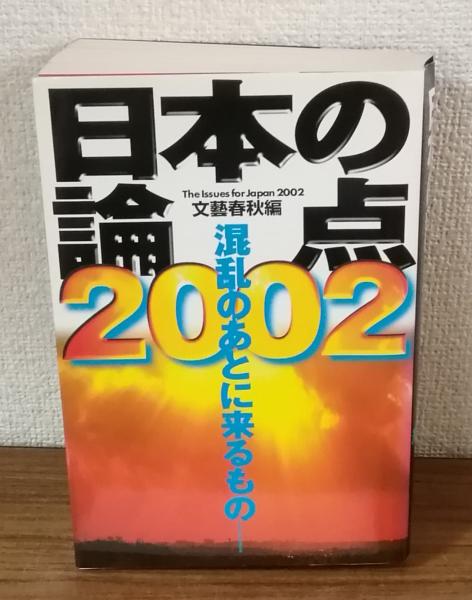 日本の
論点
The Issues for Japan 2002
文藝春秋編
2002
混乱のあとに来るもの──